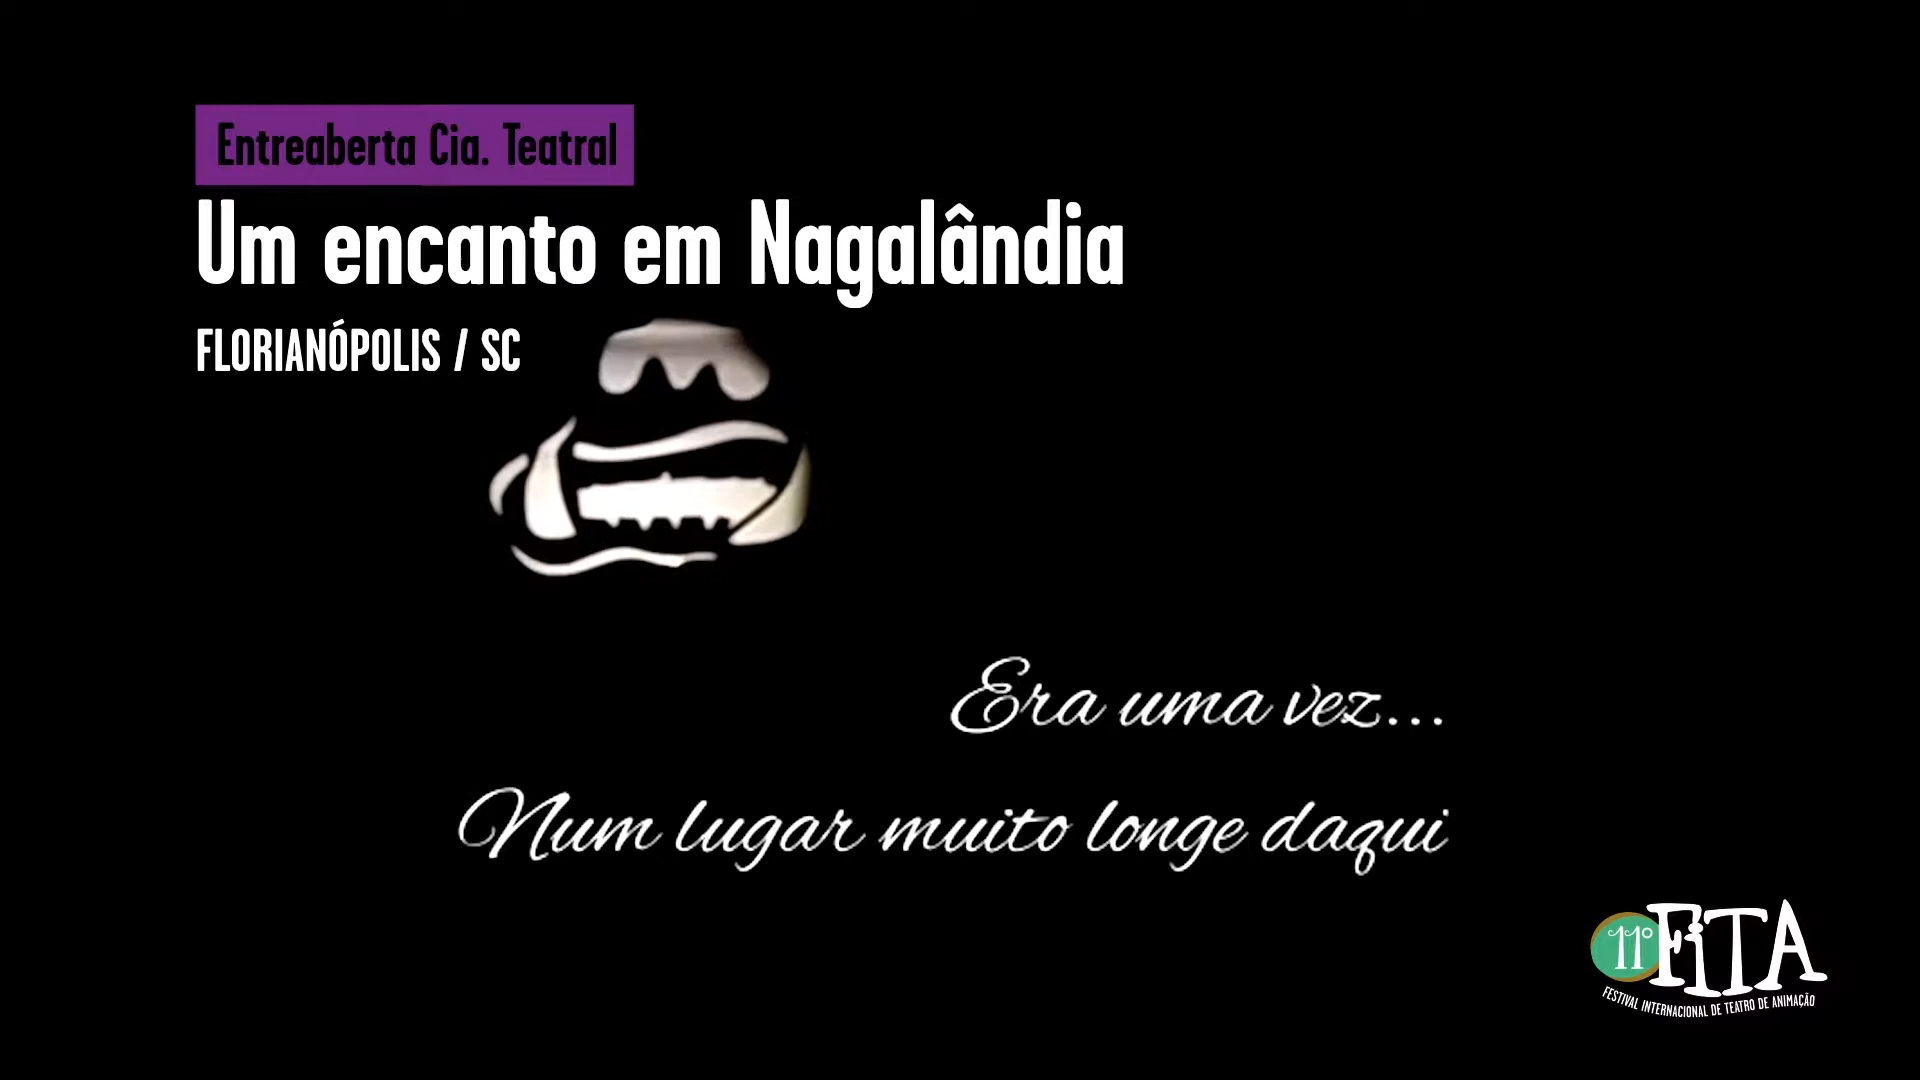 Entreaberta Cia. Teatral
Um encanto em Nagalândia
FLORIANÓPOLIS / SC
Era uma vez...
Num lugar muito longe daqui
11º FITA
FESTIVAL INTERNACIONAL DE TEATRO DE ANIMAÇÃO